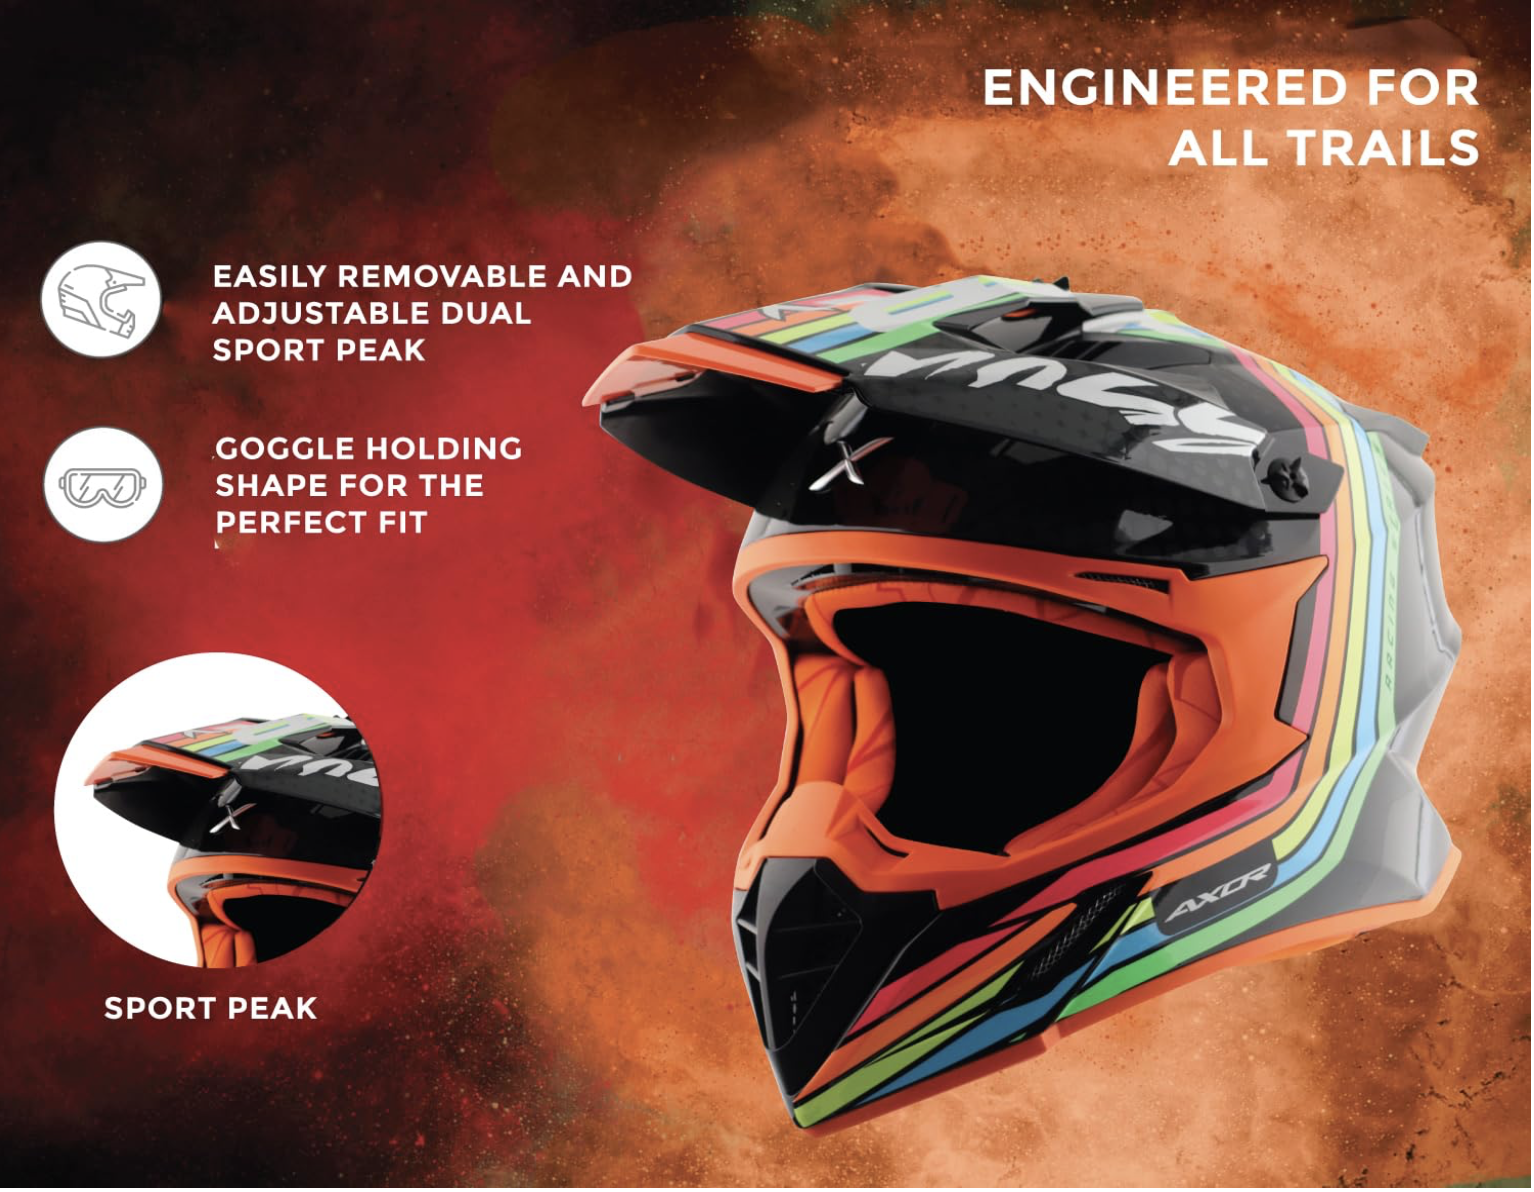 ENGINEERED FOR
ALL TRAILS
EASILY REMOVABLE AND
ADJUSTABLE DUAL
SPORT PEAK
GOGGLE HOLDING
SHAPE FOR THE
PERFECT FIT
SPORT PEAK
AXOR